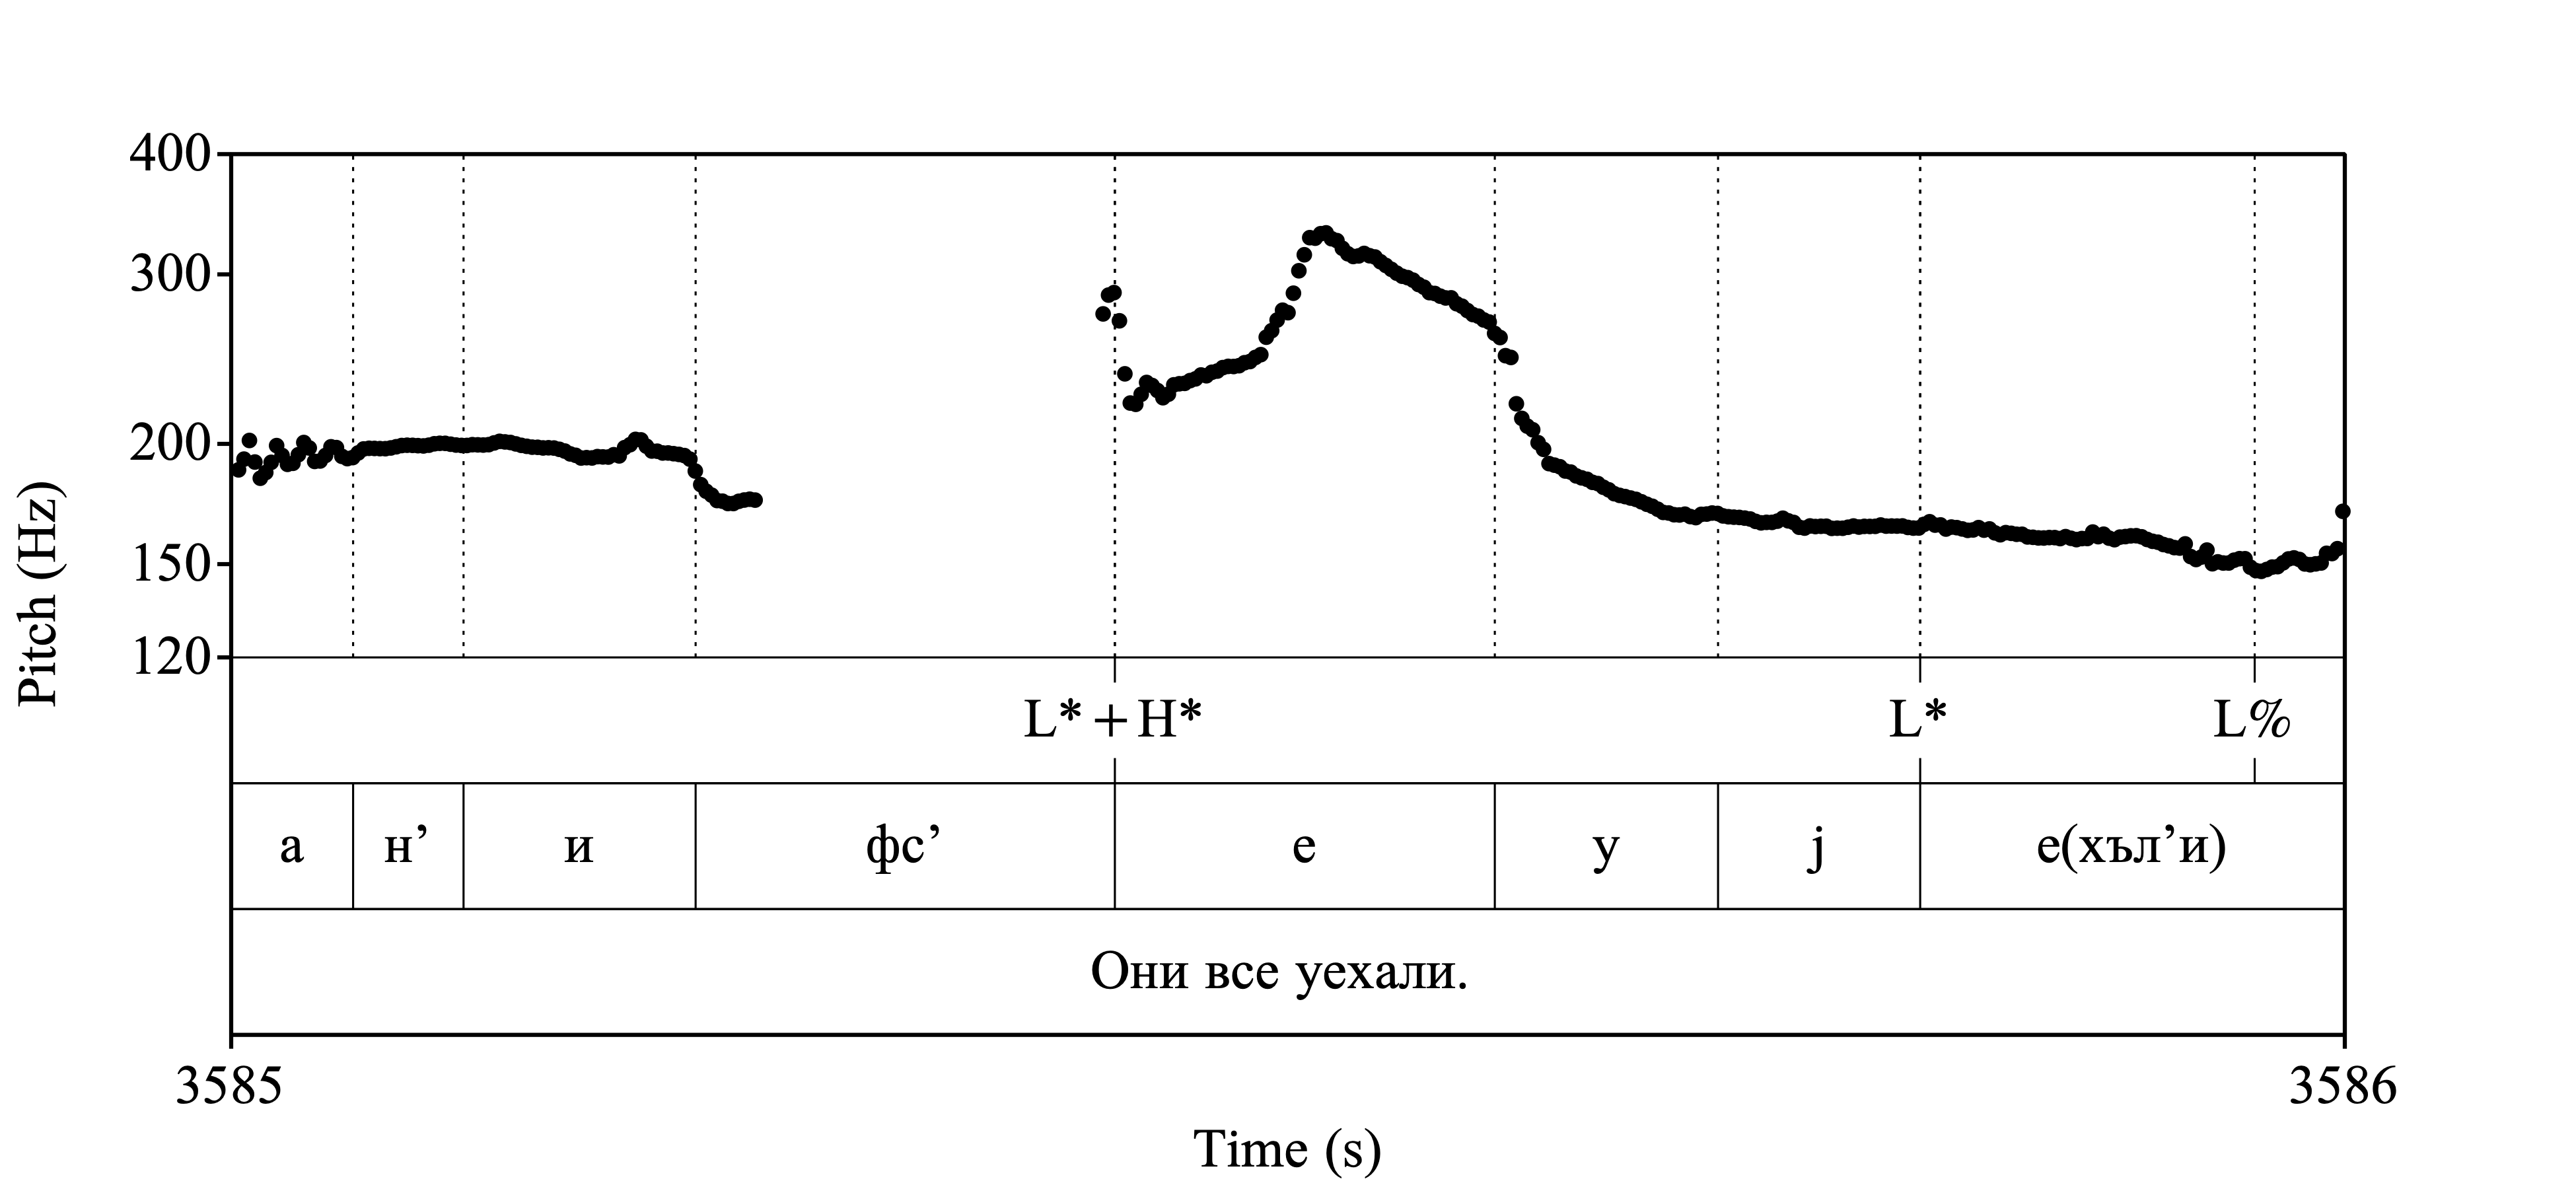 400
300
200
150
120
Pitch (Hz)
L* + H* L* L%
а н’ и фс’ е у j е(хъл’и)
Они все уехали.
3585 3586
Time (s)